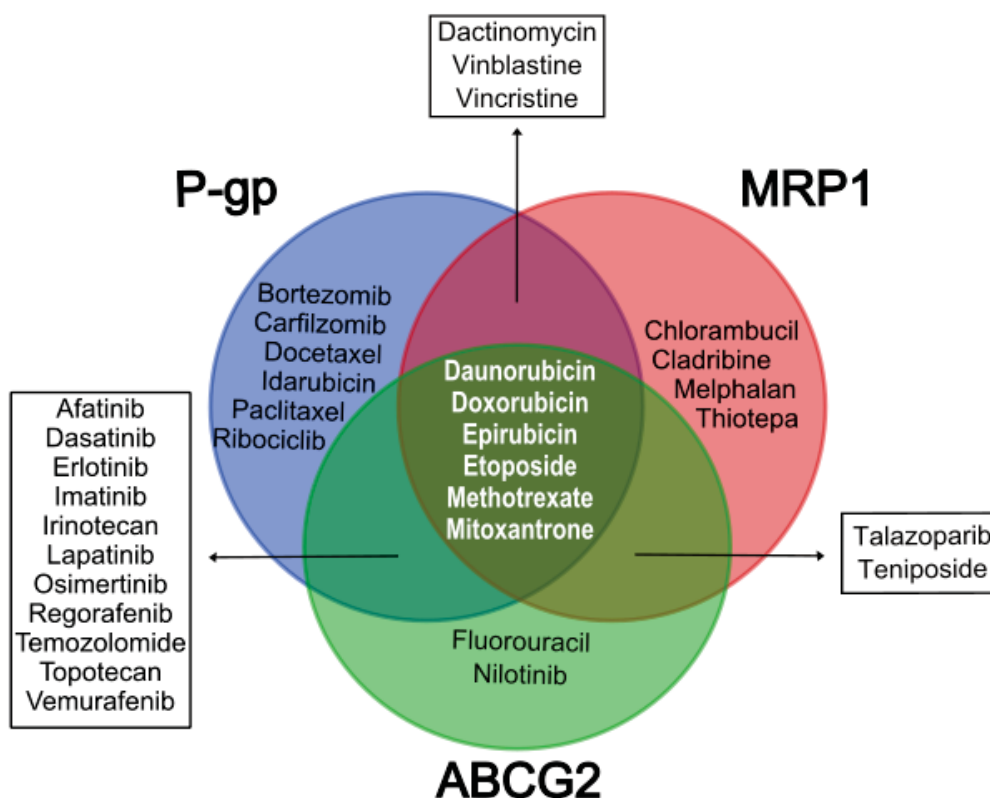 Dactinomycin
Vinblastine
Vincristine
P-gp
MRP1
Bortezomib
Carfilzomib
Docetaxel
Idarubicin
Paclitaxel
Ribociclib
Daunorubicin
Doxorubicin
Epirubicin
Etoposide
Methotrexate
Mitoxantrone
Chlorambucil
Cladribine
Melphalan
Thiotepa
Afatinib
Dasatinib
Erlotinib
Imatinib
Irinotecan
Lapatinib
Osimertinib
Regorafenib
Temozolomide
Topotecan
Vemurafenib
Talazoparib
Teniposide
Fluorouracil
Nilotinib
ABCG2